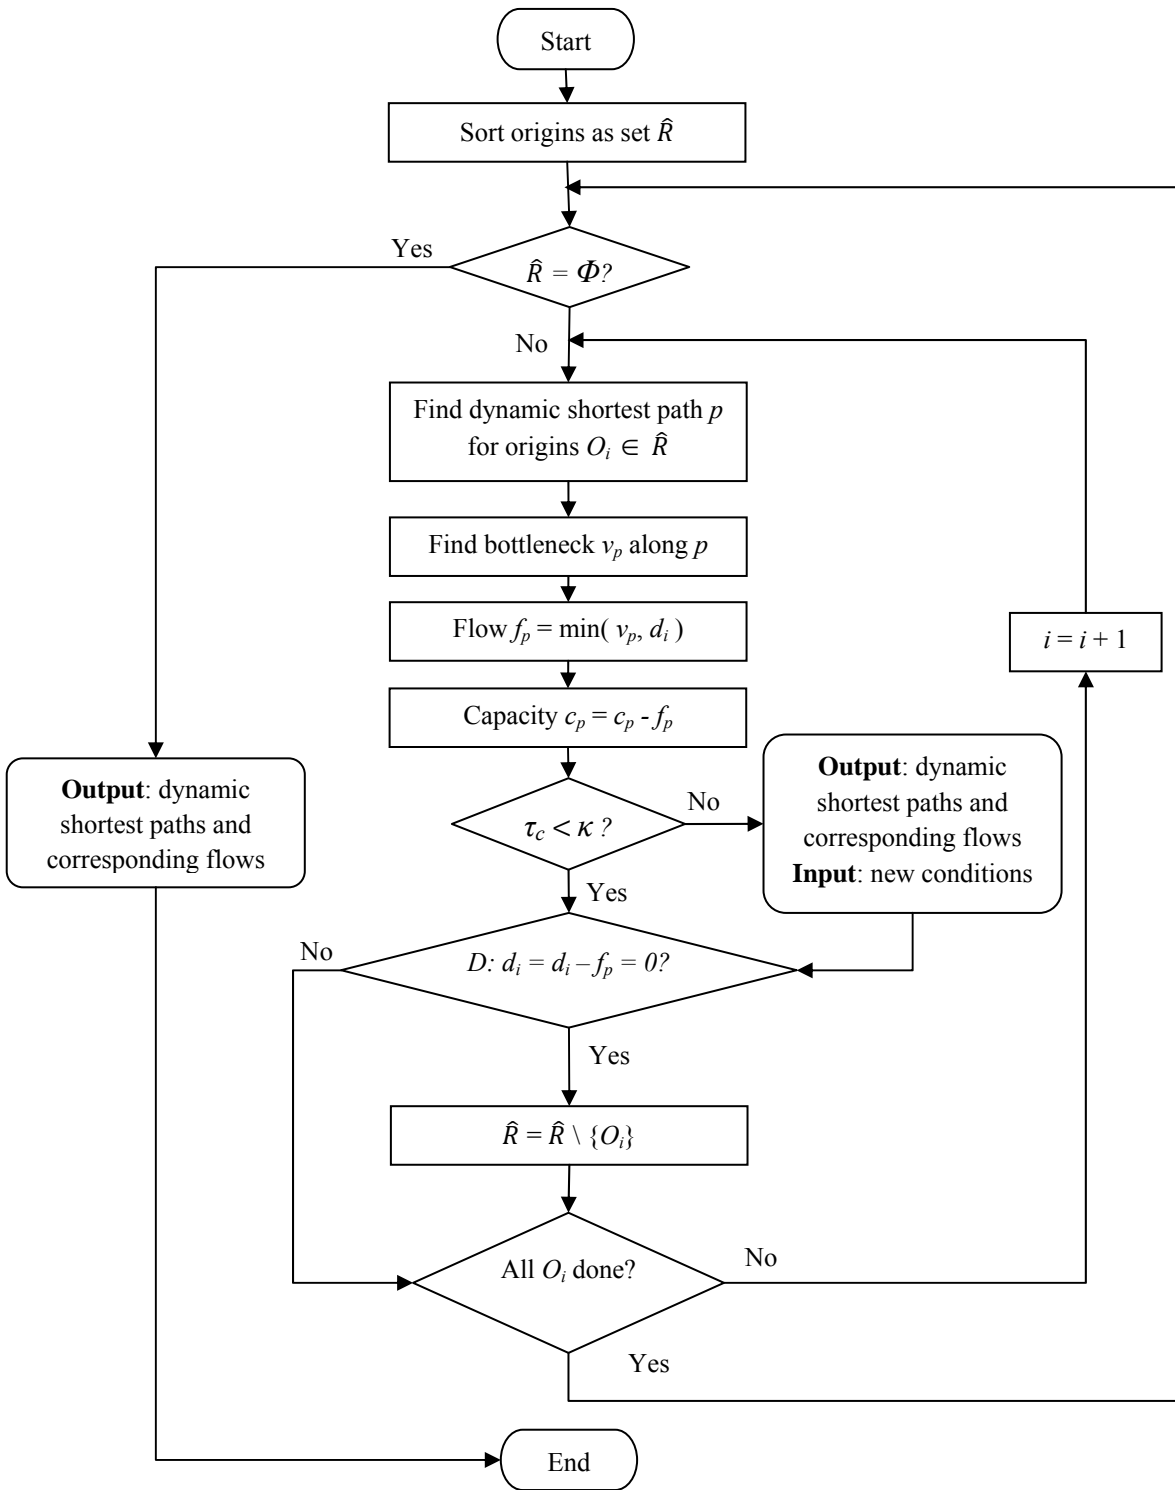 Start
Sort origins as set R̂
Yes
R̂ = Φ?
No
Find dynamic shortest path p
for origins Oᵢ ∈ R̂
Find bottleneck vₚ along p
Flow fₚ = min( vₚ, dᵢ )
i = i + 1
Capacity cₚ = cₚ - fₚ
Output: dynamic
shortest paths and
corresponding flows
τ_c < κ ?
No
Output: dynamic
shortest paths and
corresponding flows
Input: new conditions
Yes
No
D: dᵢ = dᵢ – fₚ = 0?
Yes
R̂ = R̂ \ {Oᵢ}
All Oᵢ done?
No
Yes
End